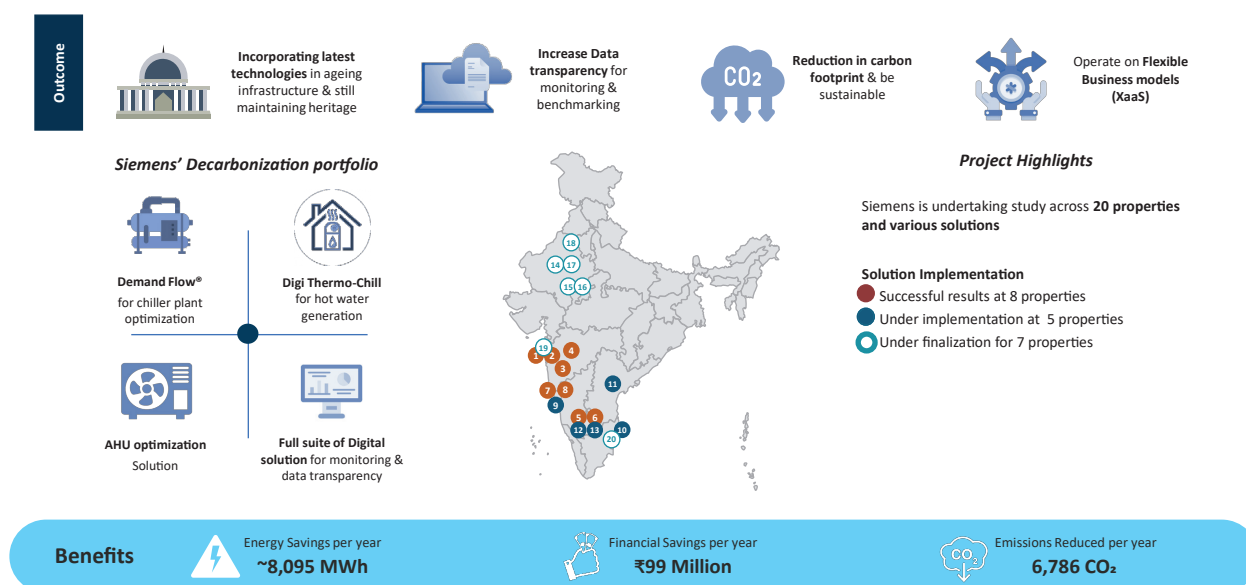 Outcome
Incorporating latest
technologies in ageing
infrastructure & still
maintaining heritage
Increase Data
transparency for
monitoring &
benchmarking
CO2
Reduction in carbon
footprint & be
sustainable
Operate on Flexible
Business models
(XaaS)
Siemens’ Decarbonization portfolio
Demand Flow®
for chiller plant
optimization
Digi Thermo-Chill
for hot water
generation
AHU optimization
Solution
Full suite of Digital
solution for monitoring &
data transparency
18
14 17
15 16
19
1 2 4
3
7 8
11
9
5 6
12 13 10
20
Project Highlights
Siemens is undertaking study across 20 properties
and various solutions
Solution Implementation
Successful results at 8 properties
Under implementation at 5 properties
Under finalization for 7 properties
Benefits
Energy Savings per year
~8,095 MWh
Financial Savings per year
₹99 Million
CO2
Emissions Reduced per year
6,786 CO₂